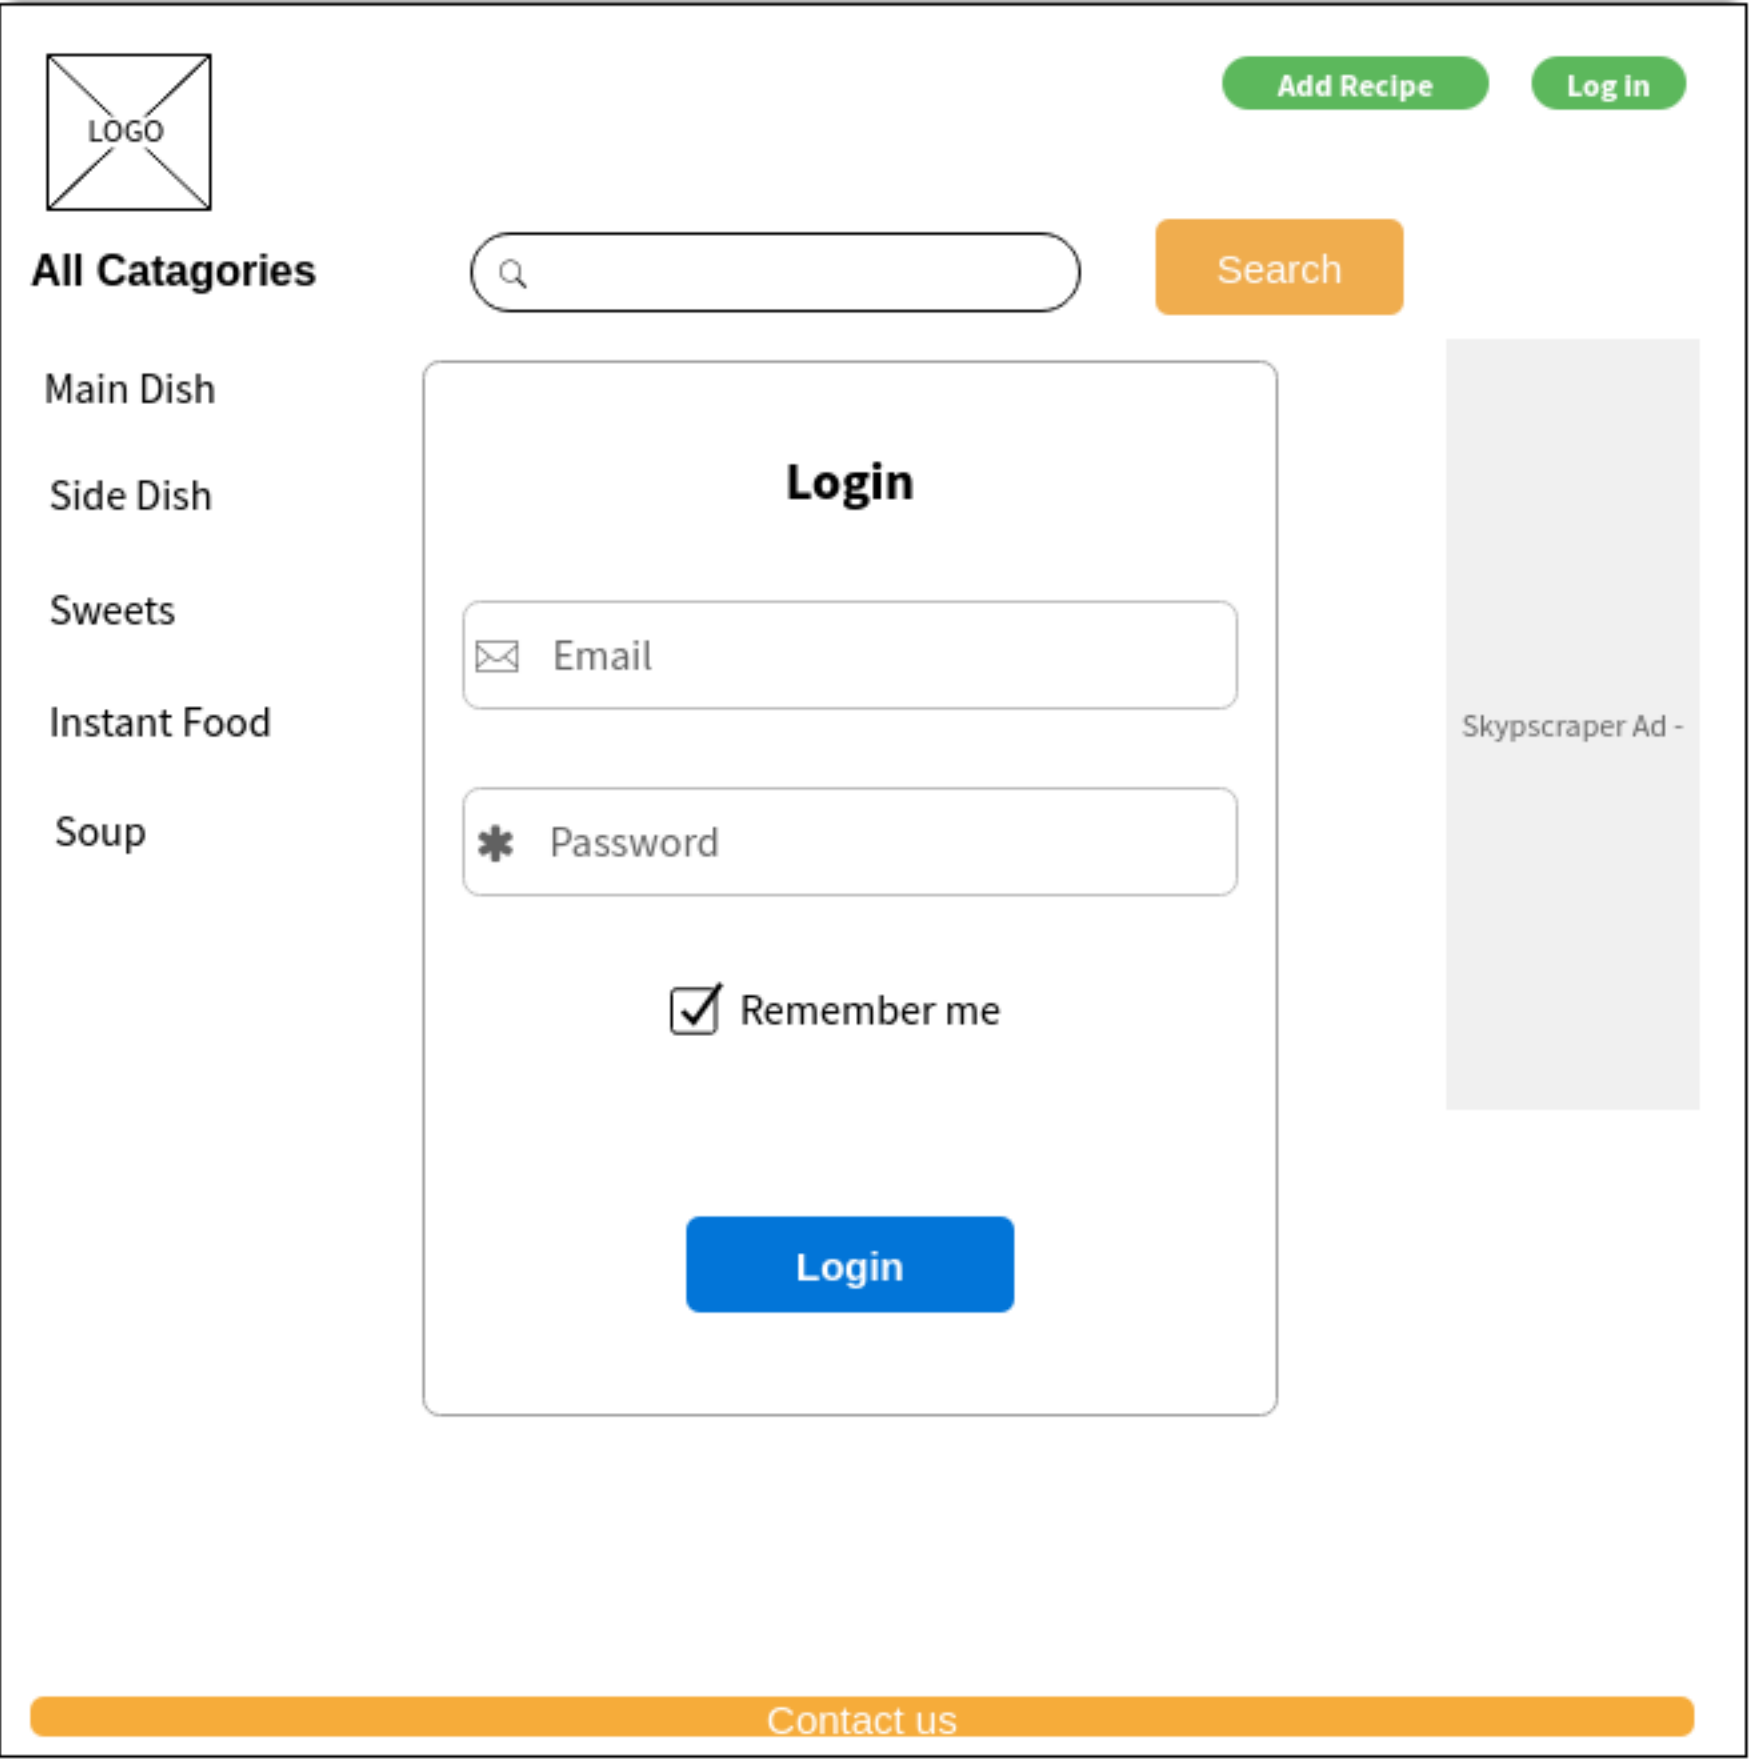 LOGO
Add Recipe
Log in
All Catagories
Search
Main Dish
Side Dish
Sweets
Instant Food
Soup
Login
Email
Password
Remember me
Login
Skypscraper Ad -
Contact us